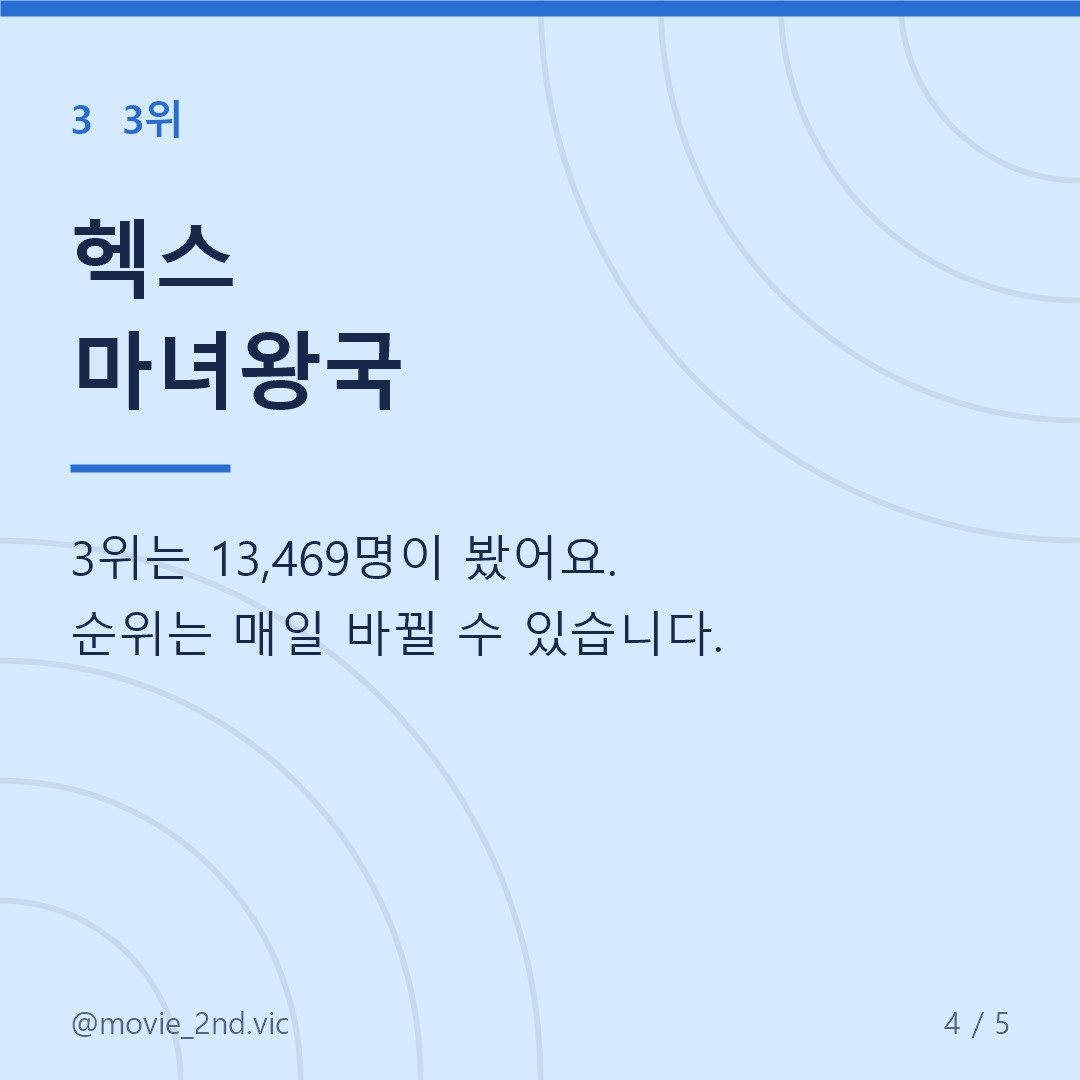 3 3위
헥스
마녀왕국
3위는 13,469명이 봤어요.
순위는 매일 바뀔 수 있습니다.
@movie_2nd.vic
4 / 5